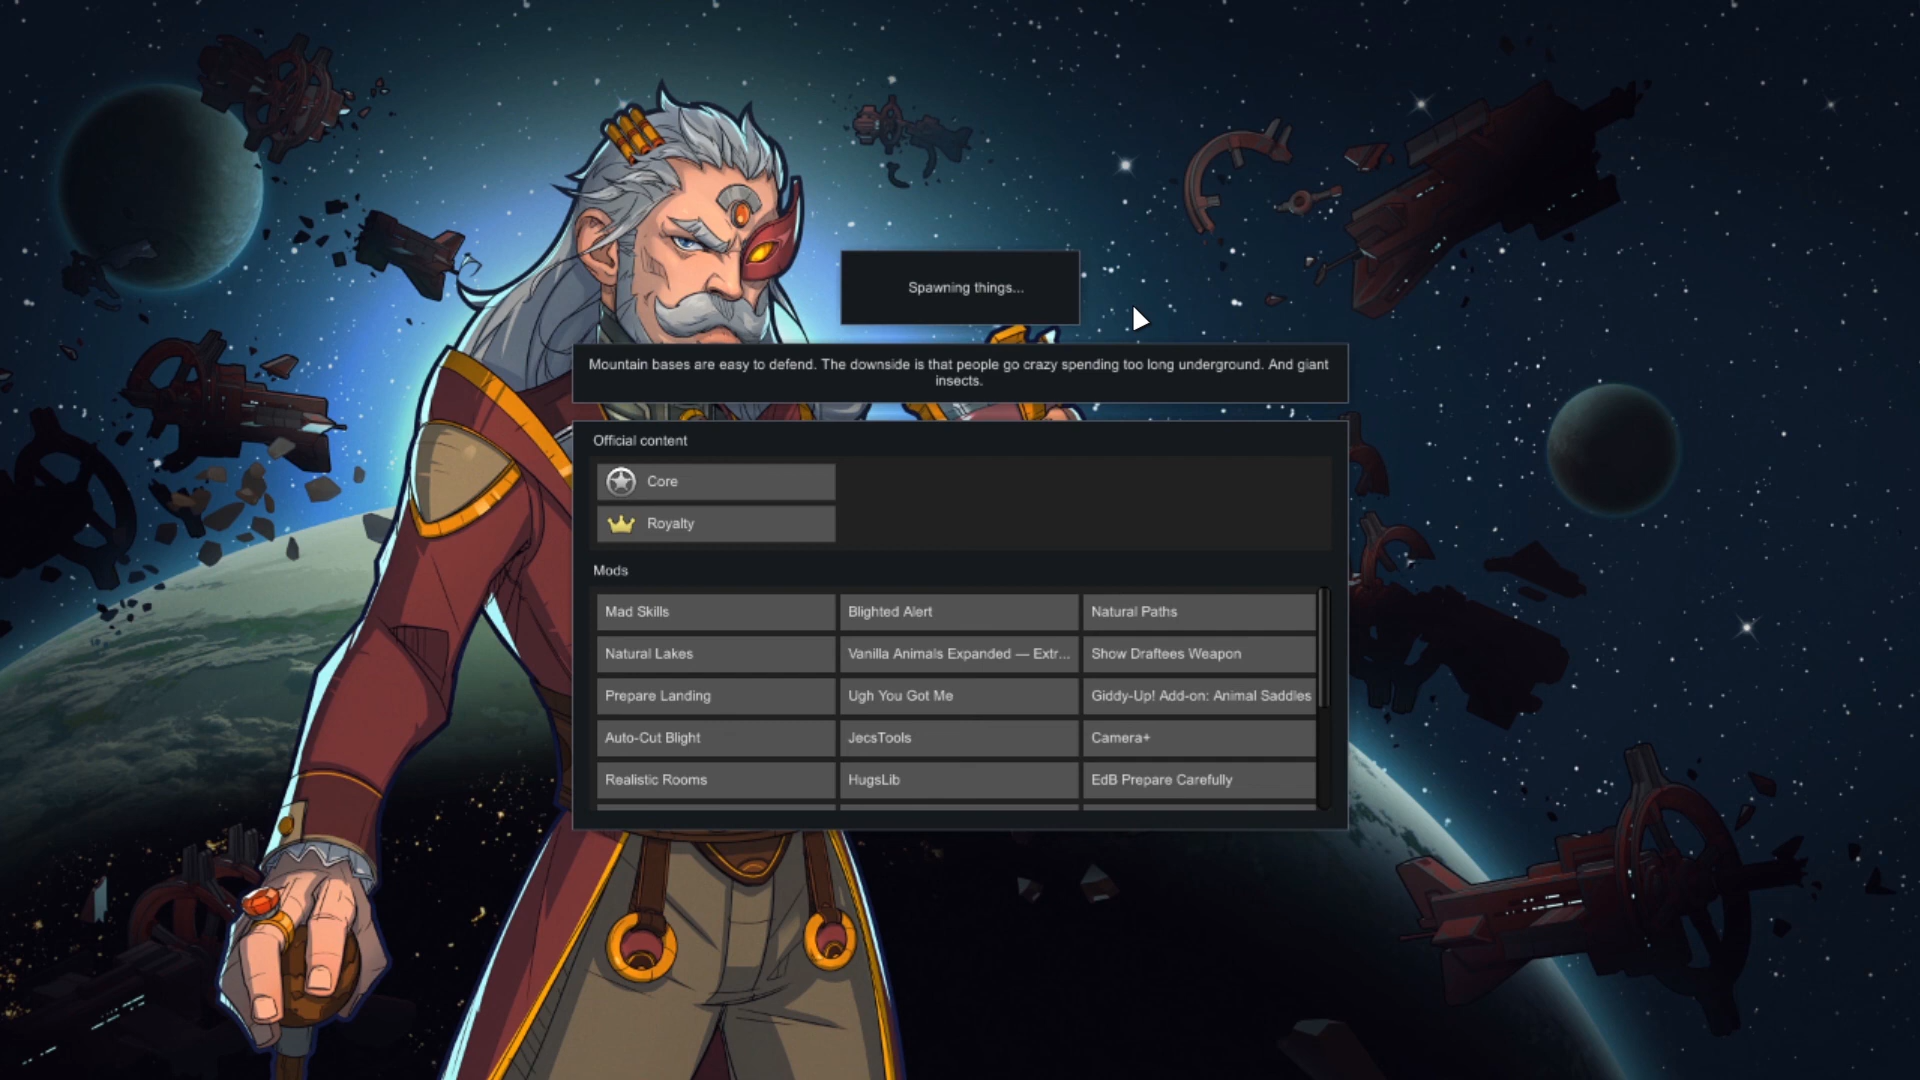 Spawning things...
Mountain bases are easy to defend. The downside is that people go crazy spending too long underground. And giant
insects.
Official content
Core
Royalty
Mods
Mad Skills
Blighted Alert
Natural Paths
Natural Lakes
Vanilla Animals Expanded — Extr...
Show Draftees Weapon
Prepare Landing
Ugh You Got Me
Giddy-Up! Add-on: Animal Saddles
Auto-Cut Blight
JecsTools
Camera+
Realistic Rooms
HugsLib
EdB Prepare Carefully